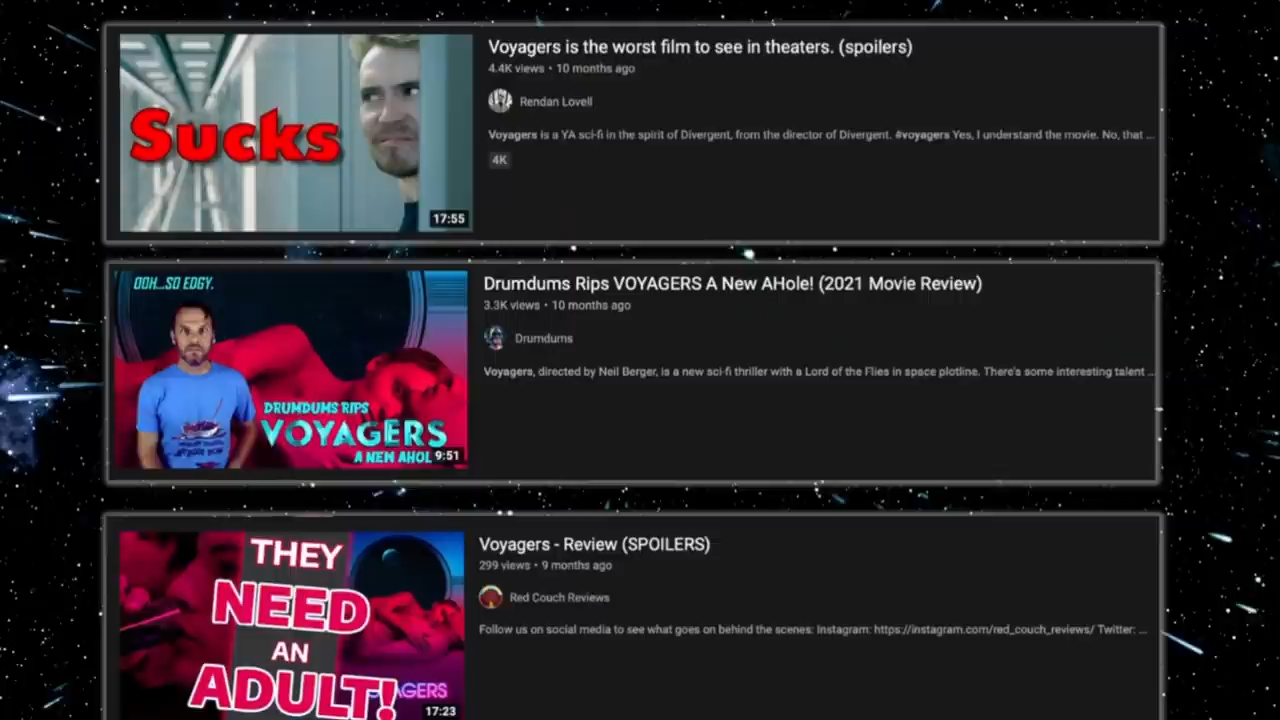 Sucks
17:55
Voyagers is the worst film to see in theaters. (spoilers)
4.4K views • 10 months ago
Rendan Lovell
Voyagers is a YA sci-fi in the spirit of Divergent, from the director of Divergent. #voyagers Yes, I understand the movie. No, that ...
4K
OOH...SO EDGY.
DRUMDUMS RIPS
VOYAGERS
A NEW AHOL
9:51
Drumdums Rips VOYAGERS A New AHole! (2021 Movie Review)
3.3K views • 10 months ago
Drumdums
Voyagers, directed by Neil Berger, is a new sci-fi thriller with a Lord of the Flies in space plotline. There's some interesting talent ...
THEY
NEED
AN
ADULT!
AGERS
17:23
Voyagers - Review (SPOILERS)
299 views • 9 months ago
Red Couch Reviews
Follow us on social media to see what goes on behind the scenes: Instagram: https://instagram.com/red_couch_reviews/ Twitter: ...